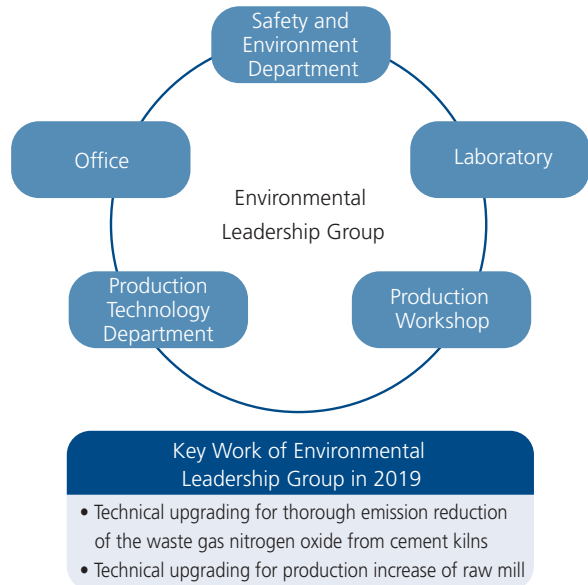 Safety and
Environment
Department
Office
Laboratory
Environmental
Leadership Group
Production
Technology
Department
Production
Workshop
Key Work of Environmental
Leadership Group in 2019
• Technical upgrading for thorough emission reduction
of the waste gas nitrogen oxide from cement kilns
• Technical upgrading for production increase of raw mill